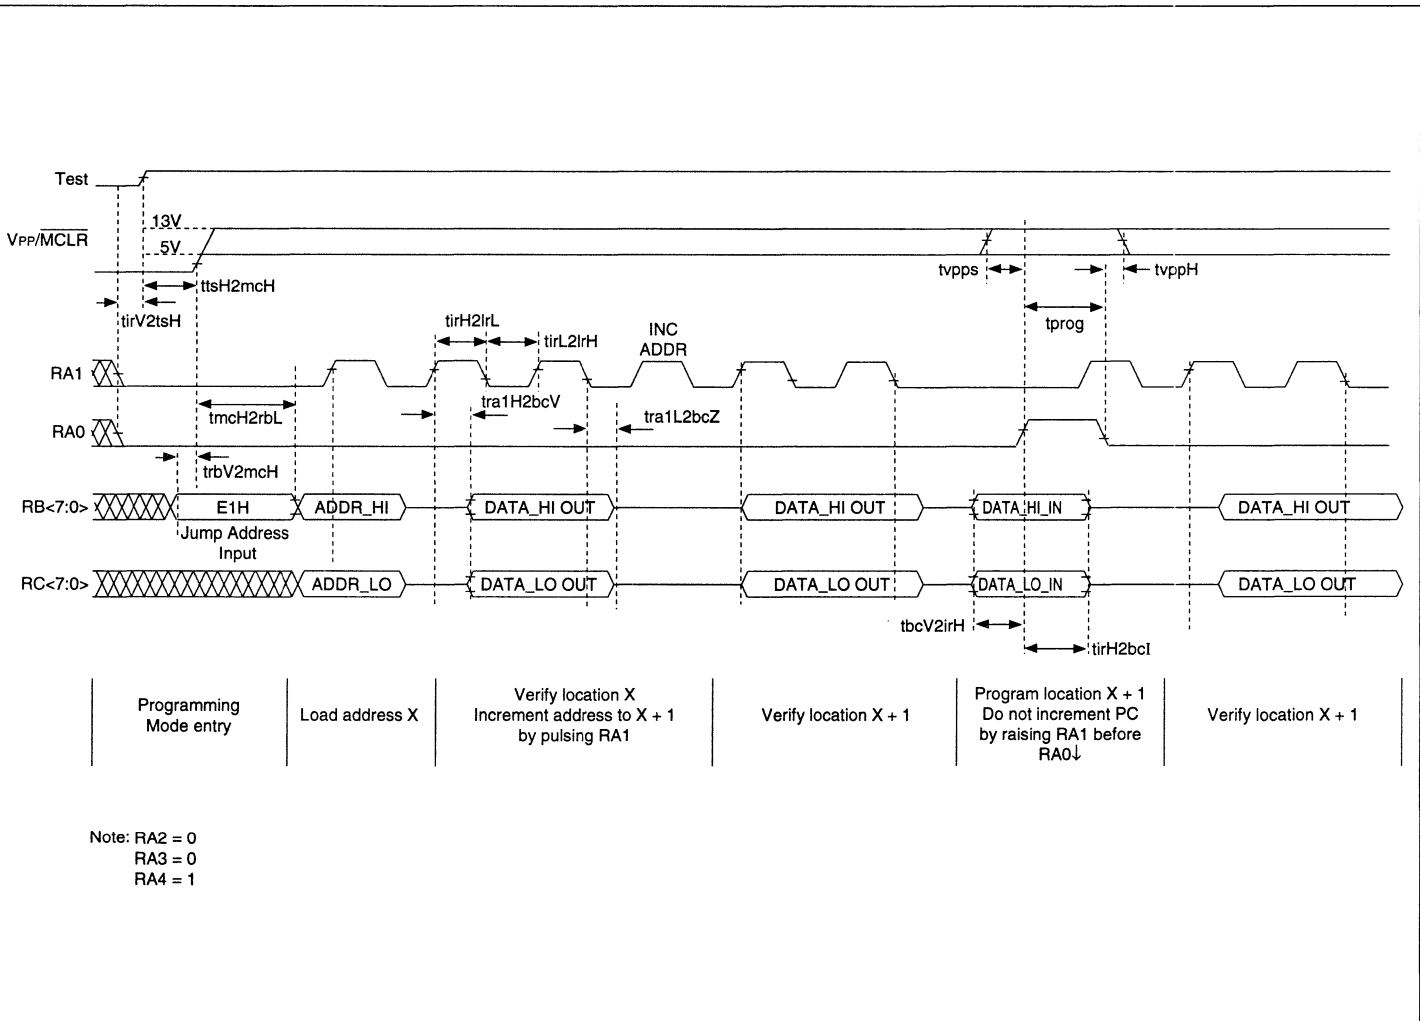 Test
13V
VPP/MCLR
5V
ttsH2mcH
tvpps
tvppH
tirV2tsH
tprog
tirH2IrL
tirL2IrH
INC
ADDR
RA1
tmcH2rbL
tra1H2bcV
tra1L2bcZ
RA0
trbV2mcH
RB<7:0>
E1H
ADDR_HI
DATA_HI OUT
DATA_HI OUT
DATA_HI_IN
DATA_HI OUT
Jump Address
Input
RC<7:0>
ADDR_LO
DATA_LO OUT
DATA_LO OUT
DATA_LO_IN
DATA_LO OUT
tbcV2irH
tirH2bcI
Programming
Mode entry
Load address X
Verify location X
Increment address to X + 1
by pulsing RA1
Verify location X + 1
Program location X + 1
Do not increment PC
by raising RA1 before
RA0↓
Verify location X + 1
Note: RA2 = 0
RA3 = 0
RA4 = 1